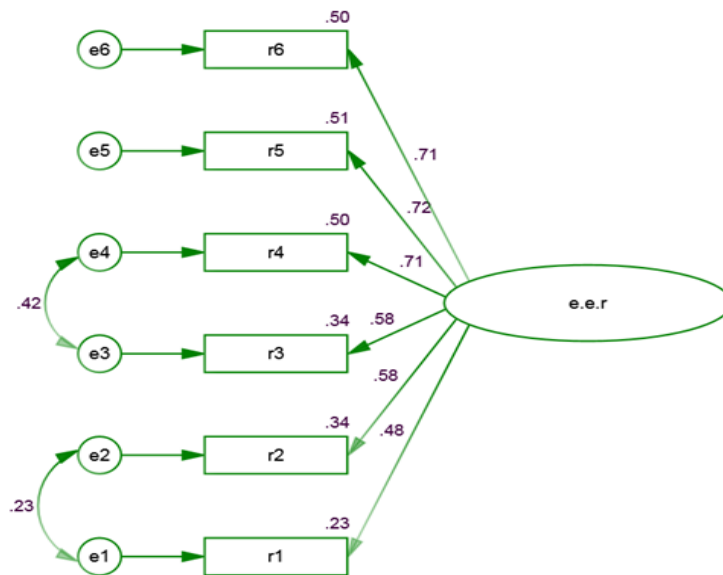 .50
e6 r6
.71
.51
e5 r5
.72
.50
e4 r4
.71
.42
e.e.r
.34
.58
e3 r3
.58
.34
.48
e2 r2
.23
.23
e1 r1